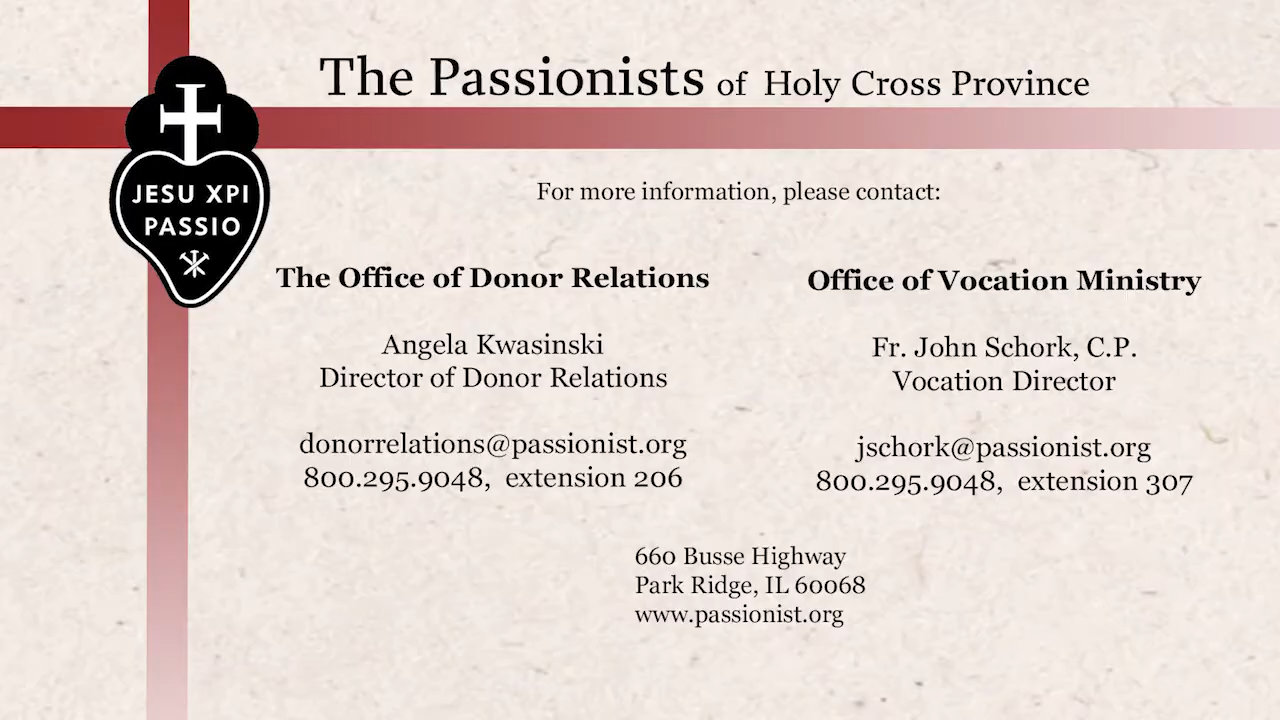 The Passionists of Holy Cross Province
JESU XPI
PASSIO
For more information, please contact:
The Office of Donor Relations
Angela Kwasinski
Director of Donor Relations
donorrelations@passionist.org
800.295.9048, extension 206
Office of Vocation Ministry
Fr. John Schork, C.P.
Vocation Director
jschork@passionist.org
800.295.9048, extension 307
660 Busse Highway
Park Ridge, IL 60068
www.passionist.org